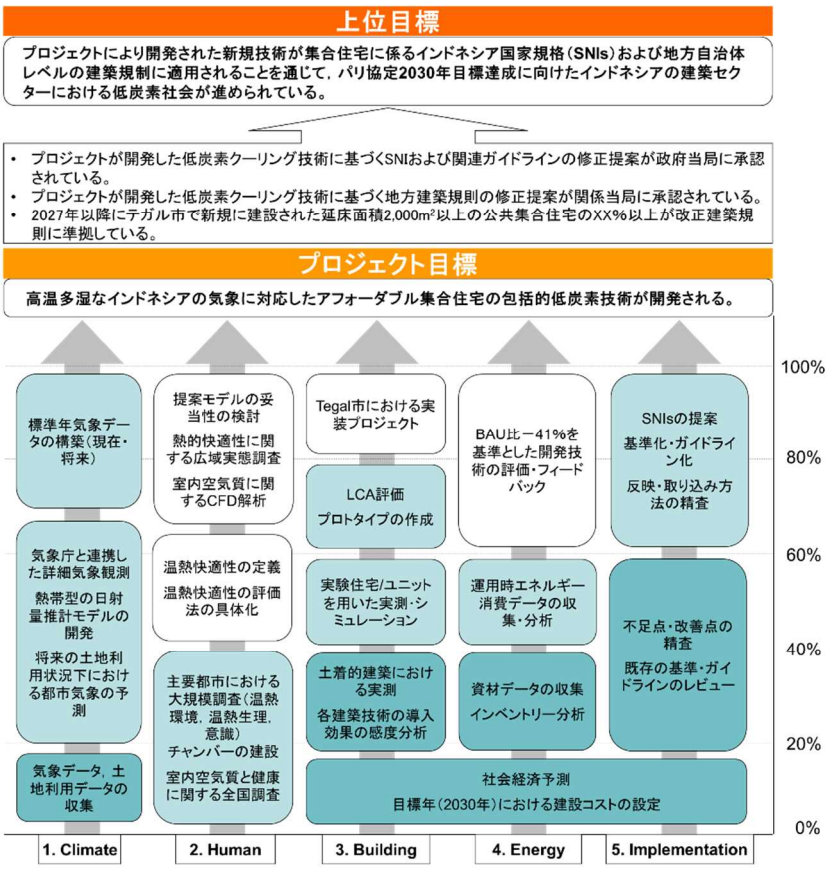 上位目標
プロジェクトにより開発された新規技術が集合住宅に係るインドネシア国家規格（SNIs）および地方自治体
レベルの建築規制に適用されることを通じて，パリ協定2030年目標達成に向けたインドネシアの建築セク
ターにおける低炭素社会が進められている。
• プロジェクトが開発した低炭素クーリング技術に基づくSNIおよび関連ガイドラインの修正提案が政府当局に承認
されている。
• プロジェクトが開発した低炭素クーリング技術に基づく地方建築規則の修正提案が関係当局に承認されている。
• 2027年以降にテガル市で新規に建設された延床面積2,000m²以上の公共集合住宅のXX％以上が改正建築規
則に準拠している。
プロジェクト目標
高温多湿なインドネシアの気象に対応したアフォーダブル集合住宅の包括的低炭素技術が開発される。
標準年気象デー
タの構築（現在・
将来）
気象庁と連携し
た詳細気象観測
熱帯型の日射
量推計モデルの
開発
将来の土地利
用状況下におけ
る都市気象の予
測
気象データ，土
地利用データの
収集
1. Climate
提案モデルの妥
当性の検討
熱的快適性に関
する広域実態調査
室内空気質に関
するCFD解析
温熱快適性の定義
温熱快適性の評価
法の具体化
主要都市における
大規模調査（温熱
環境，温熱生理，
意識）
チャンバーの建設
室内空気質と健康
に関する全国調査
2. Human
Tegal市における実
装プロジェクト
LCA評価
プロトタイプの作成
実験住宅/ユニット
を用いた実測・シ
ミュレーション
土着的建築における
実測
各建築技術の導入
効果の感度分析
3. Building
BAU比－41％を
基準とした開発技
術の評価・フィード
バック
運用時エネルギー
消費データの収
集・分析
資材データの収集
インベントリー分析
4. Energy
社会経済予測
目標年（2030年）における建設コストの設定
SNIsの提案
基準化・ガイドライ
ン化
反映・取り込み方
法の精査
不足点・改善点の
精査
既存の基準・ガイ
ドラインのレビュー
5. Implementation
100%
80%
60%
40%
20%
0%